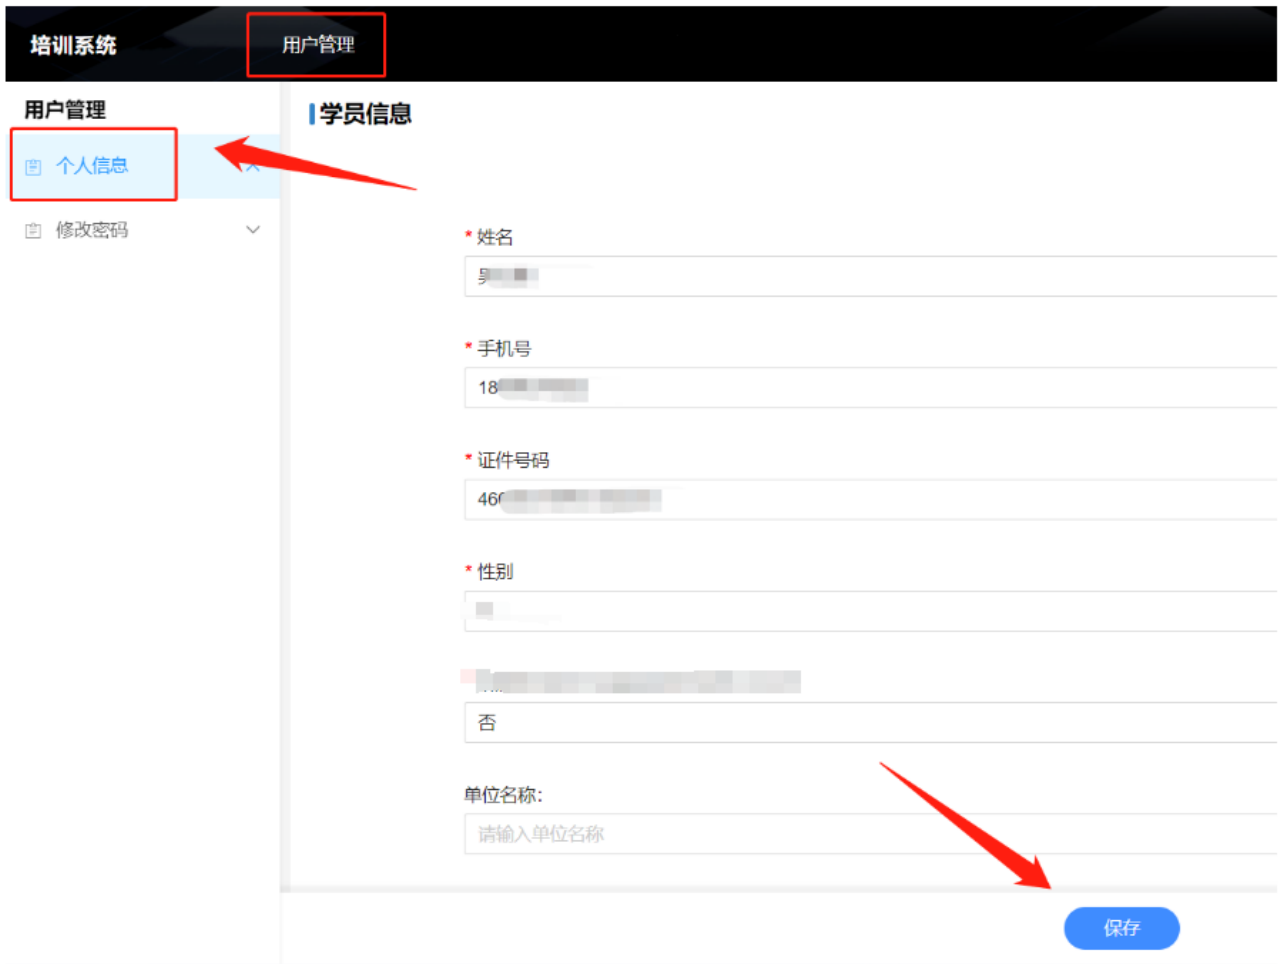 培训系统
用户管理
用户管理
个人信息
修改密码
学员信息
* 姓名
吴
* 手机号
18
* 证件号码
46
* 性别
否
单位名称:
请输入单位名称
保存